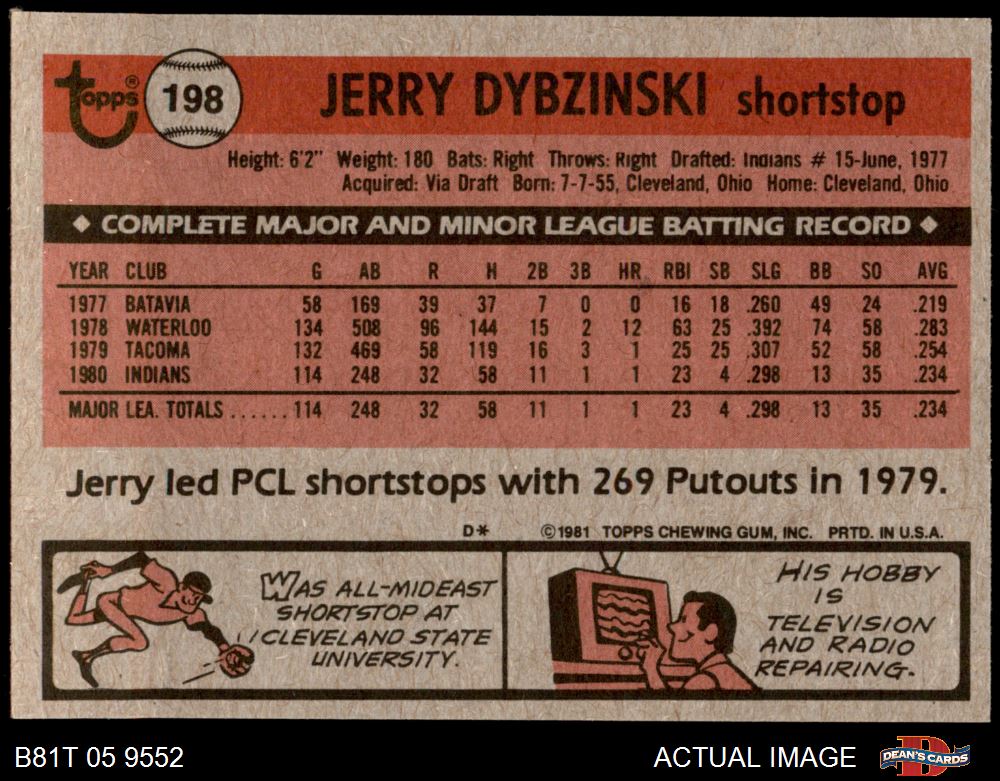 topps®
198
JERRY DYBZINSKI shortstop
Height: 6'2" Weight: 180 Bats: Right Throws: Right Drafted: Indians # 15-June, 1977
Acquired: Via Draft Born: 7-7-55, Cleveland, Ohio Home: Cleveland, Ohio
◆ COMPLETE MAJOR AND MINOR LEAGUE BATTING RECORD ◆
YEAR CLUB G AB R H 2B 3B HR RBI SB SLG BB SO AVG
1977 BATAVIA 58 169 39 37 7 0 0 16 18 .260 49 24 .219
1978 WATERLOO 134 508 96 144 15 2 12 63 25 .392 74 58 .283
1979 TACOMA 132 469 58 119 16 3 1 25 25 .307 52 58 .254
1980 INDIANS 114 248 32 58 11 1 1 23 4 .298 13 35 .234
MAJOR LEA. TOTALS ...... 114 248 32 58 11 1 1 23 4 .298 13 35 .234
Jerry led PCL shortstops with 269 Putouts in 1979.
D* ©1981 TOPPS CHEWING GUM, INC. PRTD. IN U.S.A.
WAS ALL-MIDEAST
SHORTSTOP AT
CLEVELAND STATE
UNIVERSITY.
HIS HOBBY
IS
TELEVISION
AND RADIO
REPAIRING.
B81T 05 9552 ACTUAL IMAGE DEAN'S CARDS